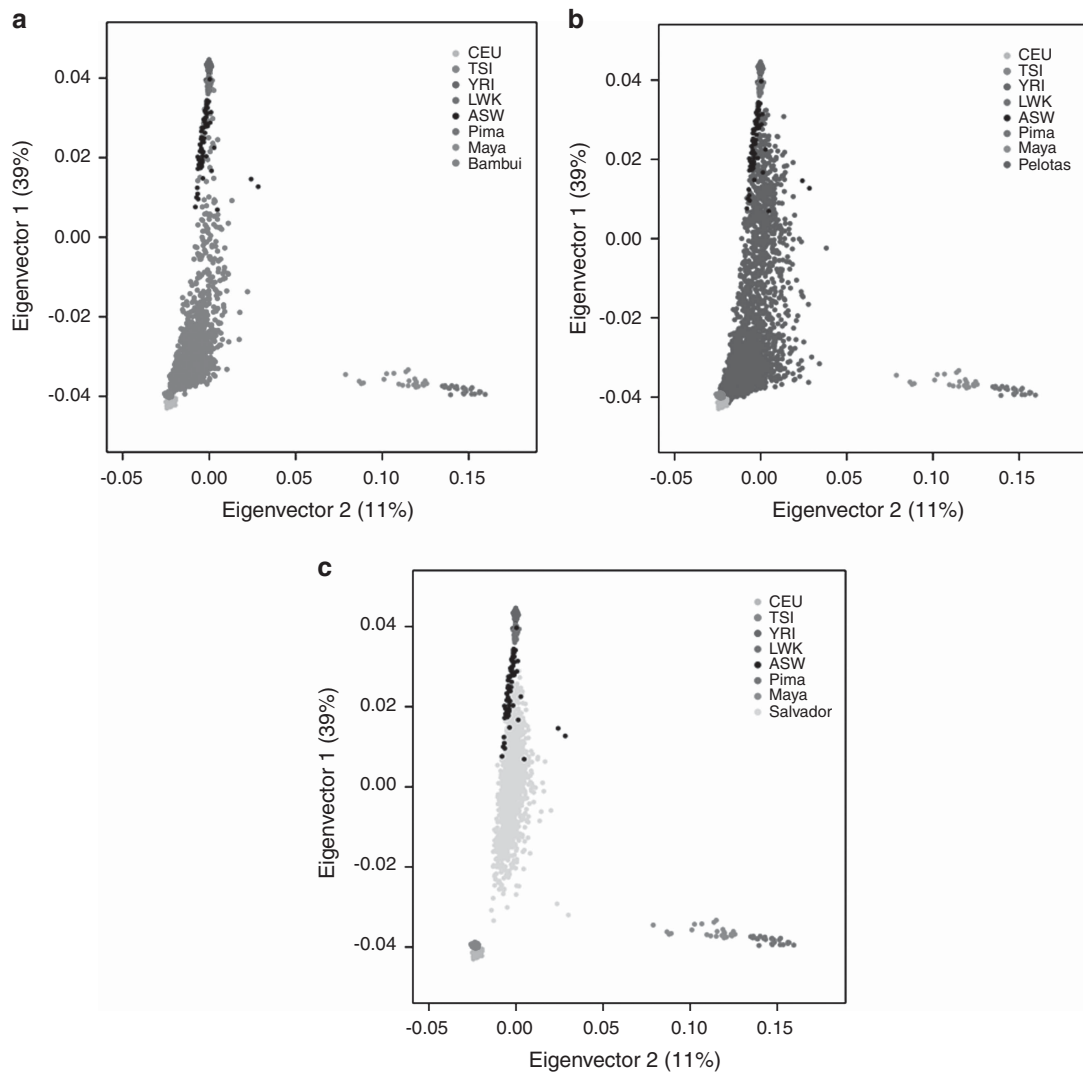 a
CEU
TSI
YRI
LWK
ASW
Pima
Maya
Bambui
0.04
0.02
0.00
-0.02
-0.04
Eigenvector 1 (39%)
-0.05 0.00 0.05 0.10 0.15
Eigenvector 2 (11%)
b
CEU
TSI
YRI
LWK
ASW
Pima
Maya
Pelotas
0.04
0.02
0.00
-0.02
-0.04
Eigenvector 1 (39%)
-0.05 0.00 0.05 0.10 0.15
Eigenvector 2 (11%)
c
CEU
TSI
YRI
LWK
ASW
Pima
Maya
Salvador
0.04
0.02
0.00
-0.02
-0.04
Eigenvector 1 (39%)
-0.05 0.00 0.05 0.10 0.15
Eigenvector 2 (11%)